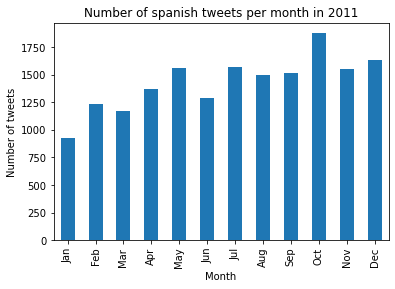 Number of spanish tweets per month in 2011
Number of tweets
1750
1500
1250
1000
750
500
250
0
Jan Feb Mar Apr May Jun Jul Aug Sep Oct Nov Dec
Month